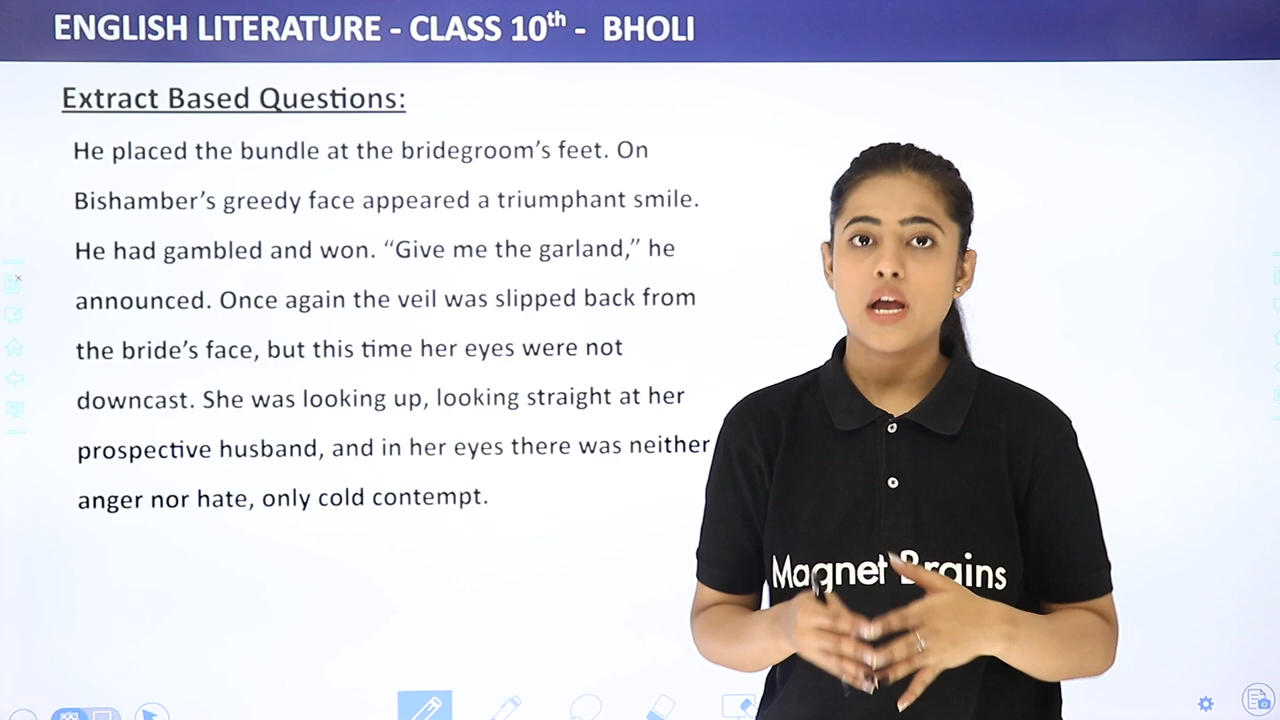 ENGLISH LITERATURE - CLASS 10th - BHOLI
Extract Based Questions:
He placed the bundle at the bridegroom’s feet. On
Bishamber’s greedy face appeared a triumphant smile.
He had gambled and won. “Give me the garland,” he
announced. Once again the veil was slipped back from
the bride’s face, but this time her eyes were not
downcast. She was looking up, looking straight at her
prospective husband, and in her eyes there was neither
anger nor hate, only cold contempt.
Magnet Brains